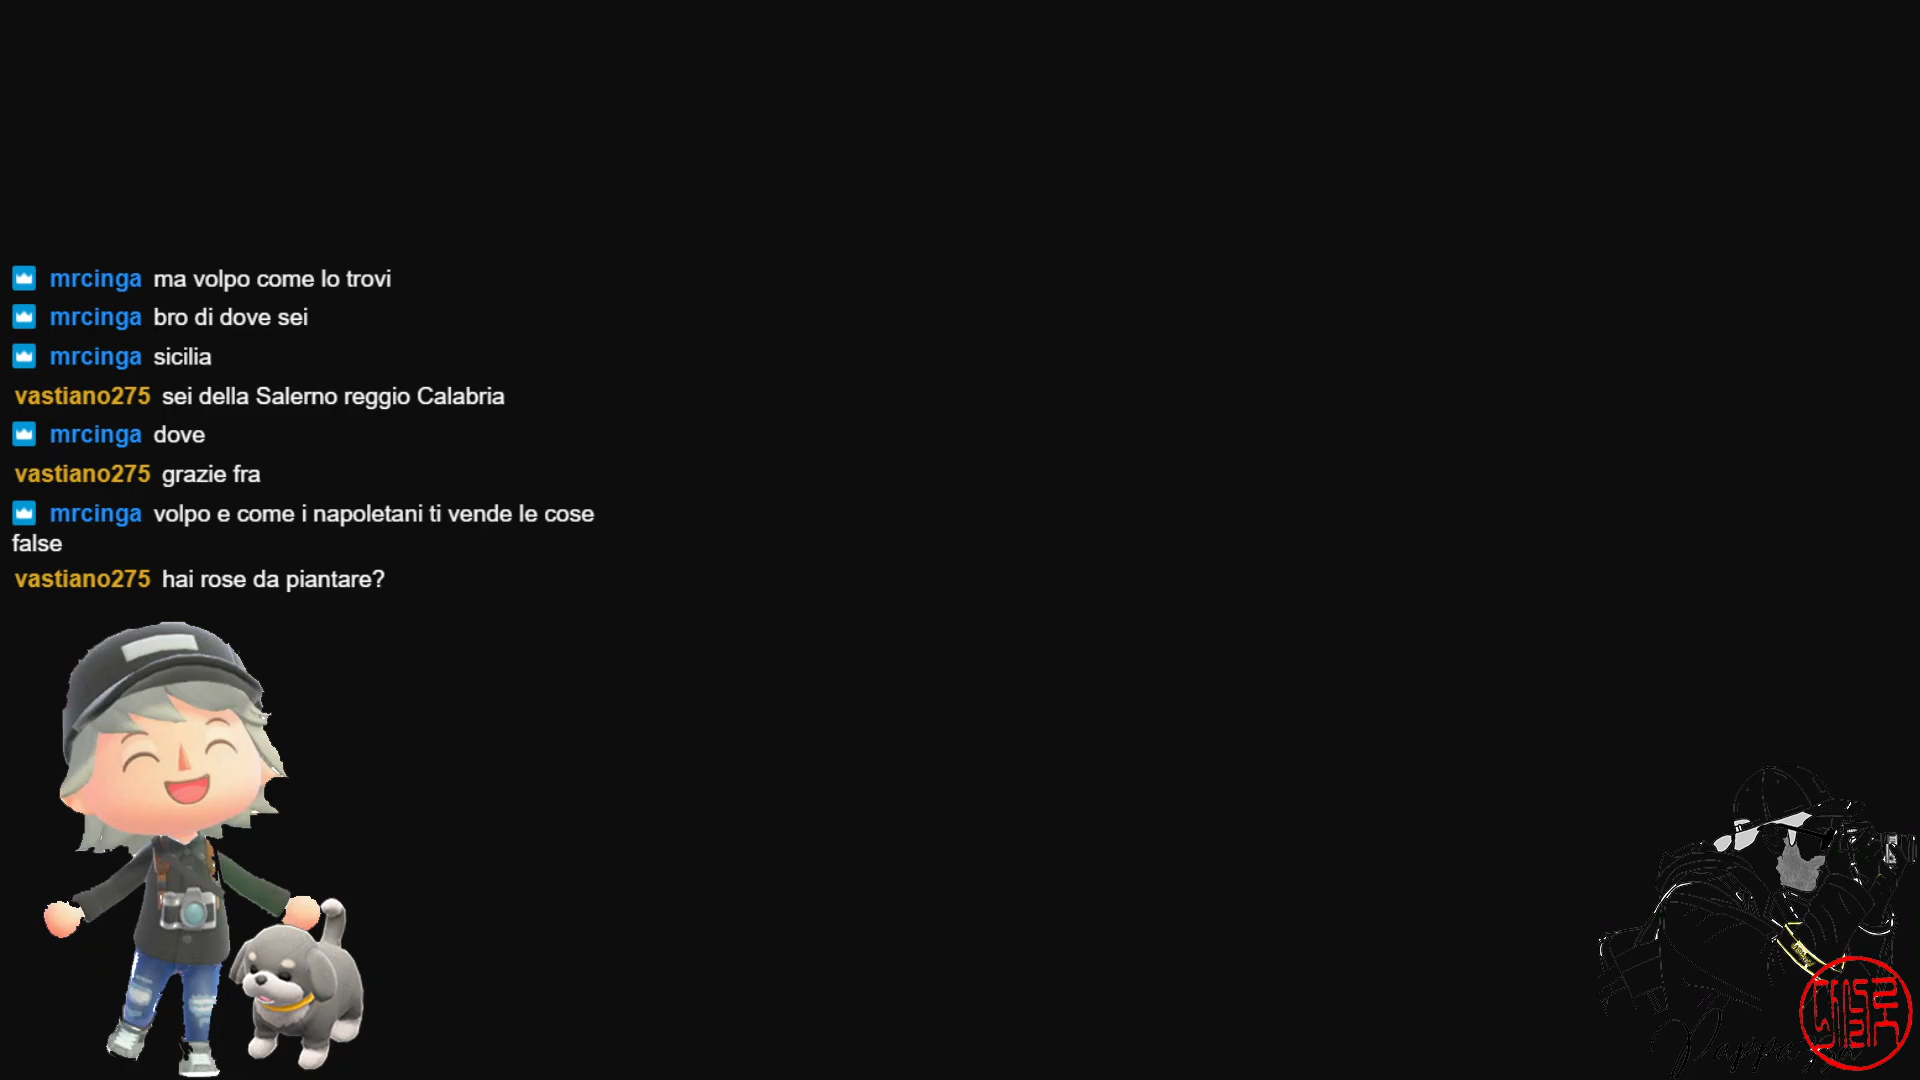 mrcinga ma volpo come lo trovi
mrcinga bro di dove sei
mrcinga sicilia
vastiano275 sei della Salerno reggio Calabria
mrcinga dove
vastiano275 grazie fra
mrcinga volpo e come i napoletani ti vende le cose
false
vastiano275 hai rose da piantare?